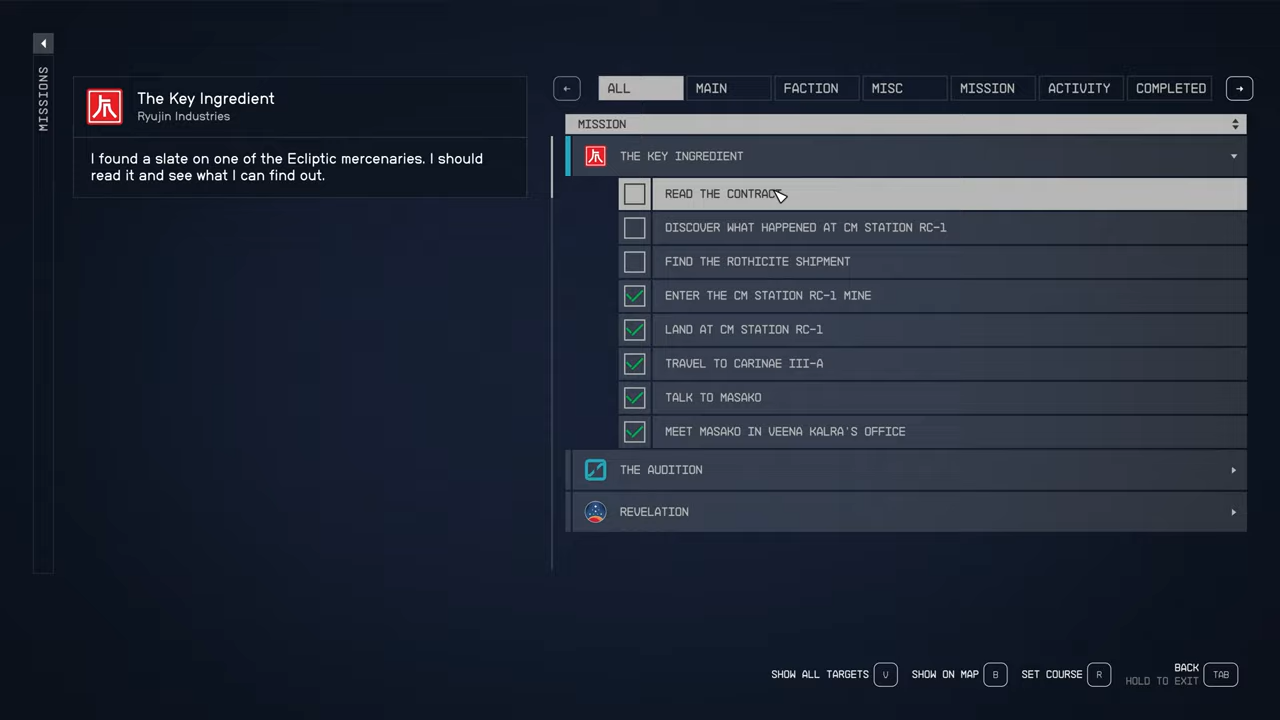 MISSIONS
The Key Ingredient
Ryujin Industries
I found a slate on one of the Ecliptic mercenaries. I should
read it and see what I can find out.
ALL
MAIN
FACTION
MISC
MISSION
ACTIVITY
COMPLETED
MISSION
THE KEY INGREDIENT
READ THE CONTRACT
DISCOVER WHAT HAPPENED AT CM STATION RC-1
FIND THE ROTHICITE SHIPMENT
ENTER THE CM STATION RC-1 MINE
LAND AT CM STATION RC-1
TRAVEL TO CARINAE III-A
TALK TO MASAKO
MEET MASAKO IN VEENA KALRA'S OFFICE
THE AUDITION
REVELATION
SHOW ALL TARGETS V
SHOW ON MAP B
SET COURSE R
BACK
HOLD TO EXIT
TAB